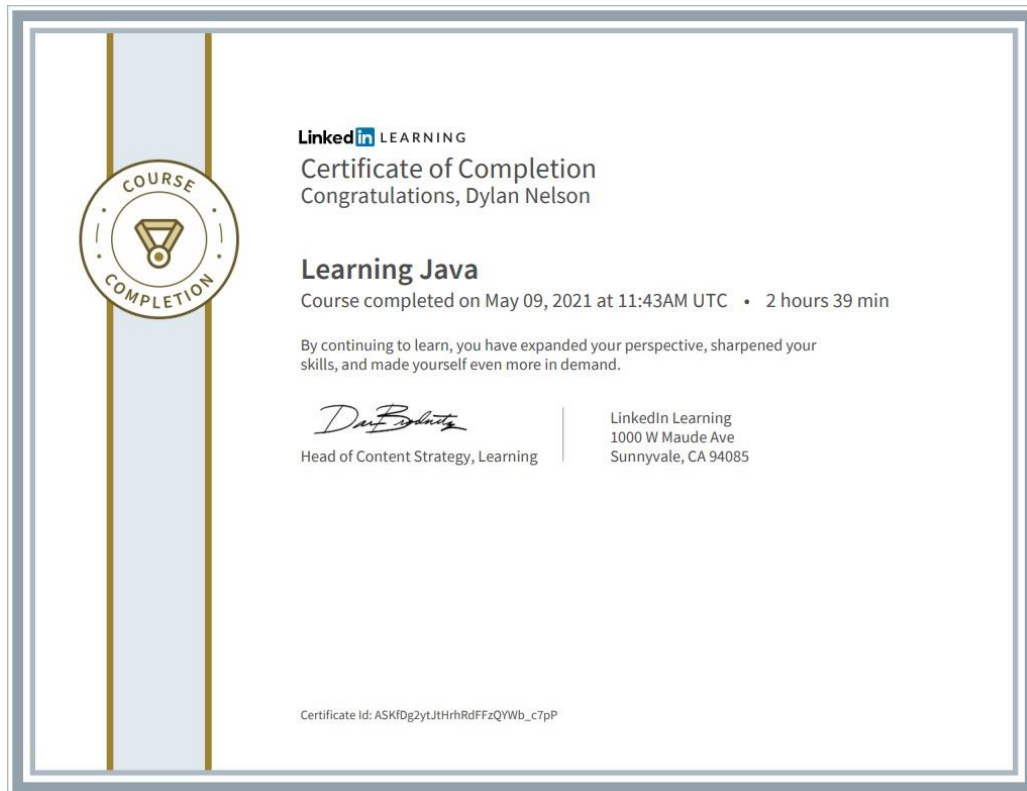 LinkedIn LEARNING
Certificate of Completion
Congratulations, Dylan Nelson
COURSE
COMPLETION
Learning Java
Course completed on May 09, 2021 at 11:43AM UTC • 2 hours 39 min
By continuing to learn, you have expanded your perspective, sharpened your
skills, and made yourself even more in demand.
Head of Content Strategy, Learning
LinkedIn Learning
1000 W Maude Ave
Sunnyvale, CA 94085
Certificate Id: ASKfDg2ytJtHrhRdFFzQYWb_c7pP